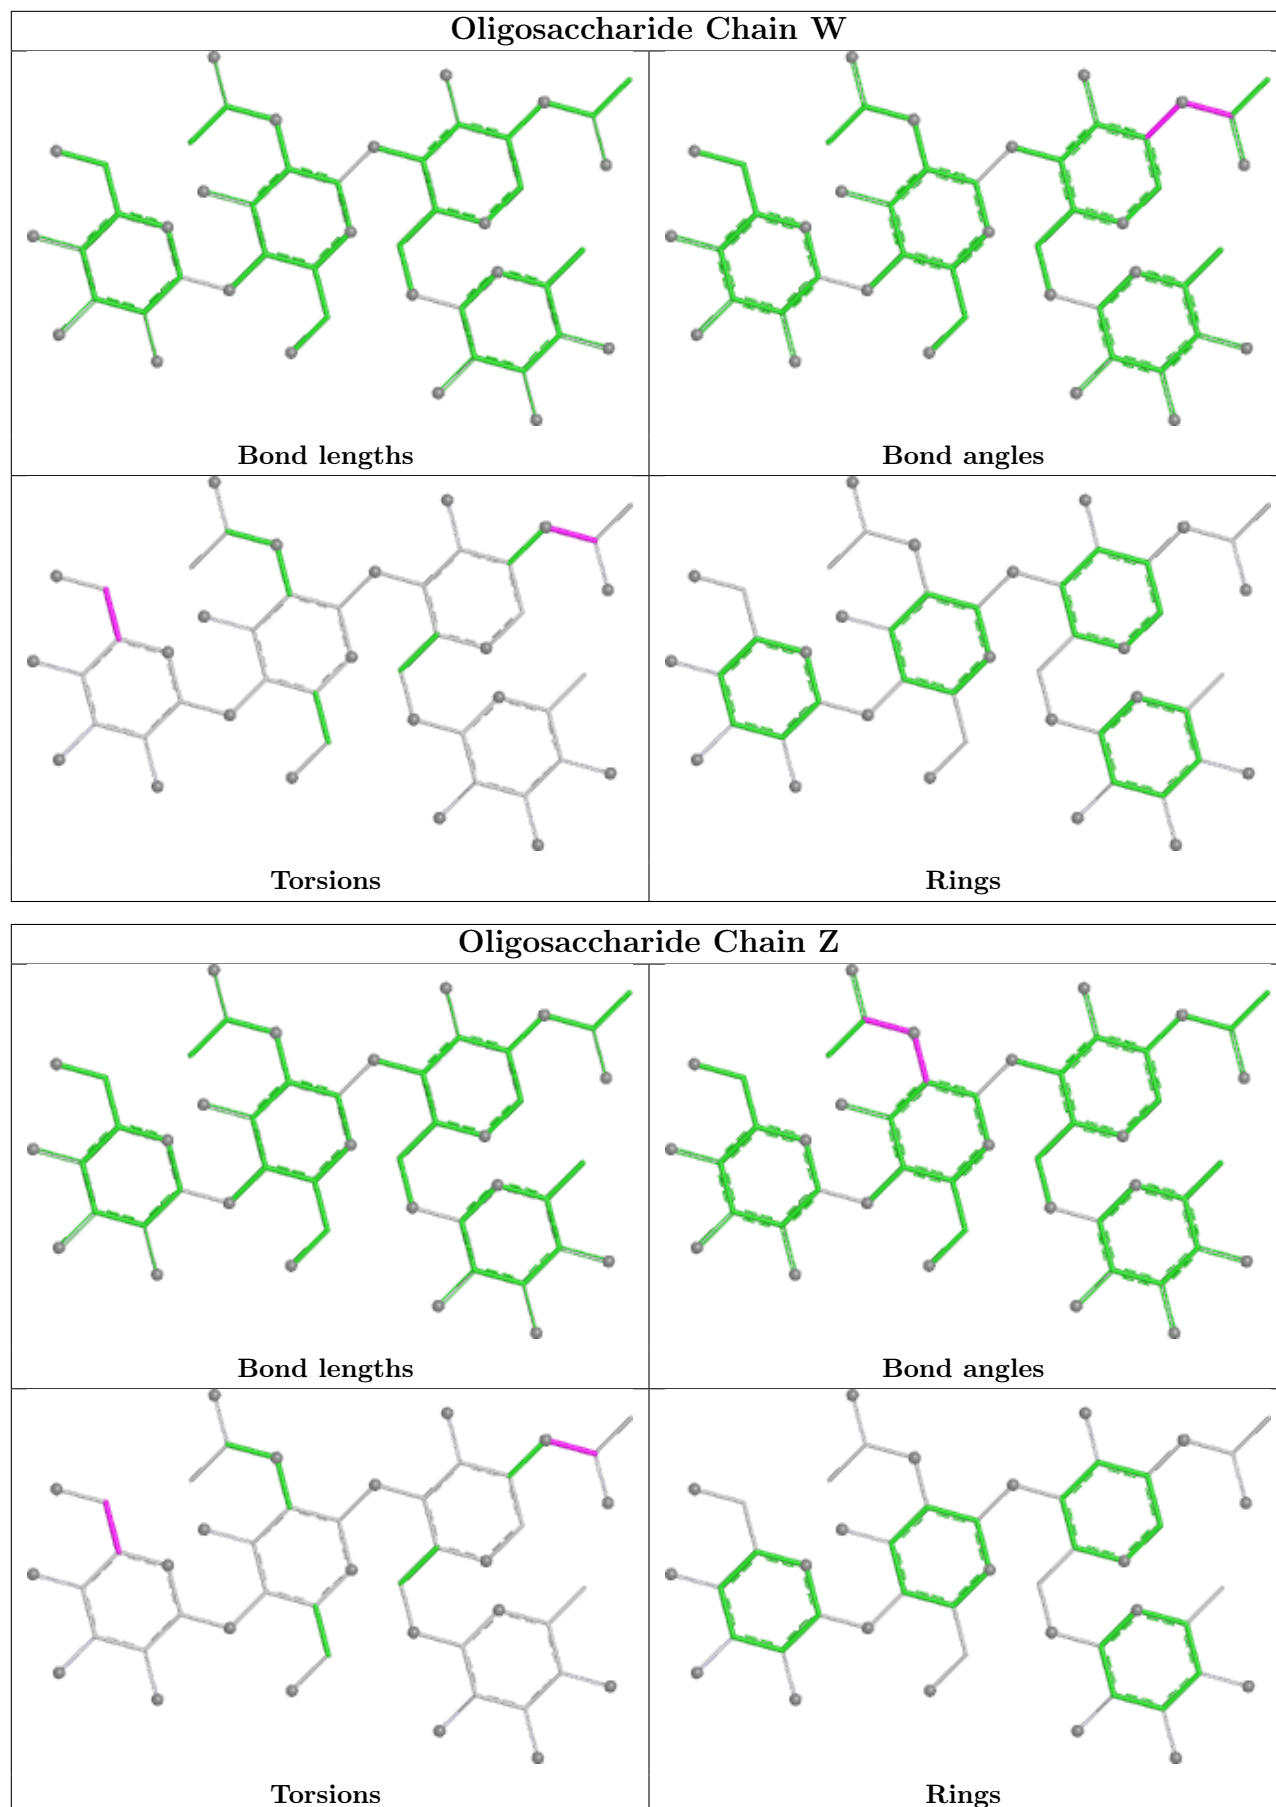 Oligosaccharide Chain W
Bond lengths
Bond angles
Torsions
Rings
Oligosaccharide Chain Z
Bond lengths
Bond angles
Torsions
Rings